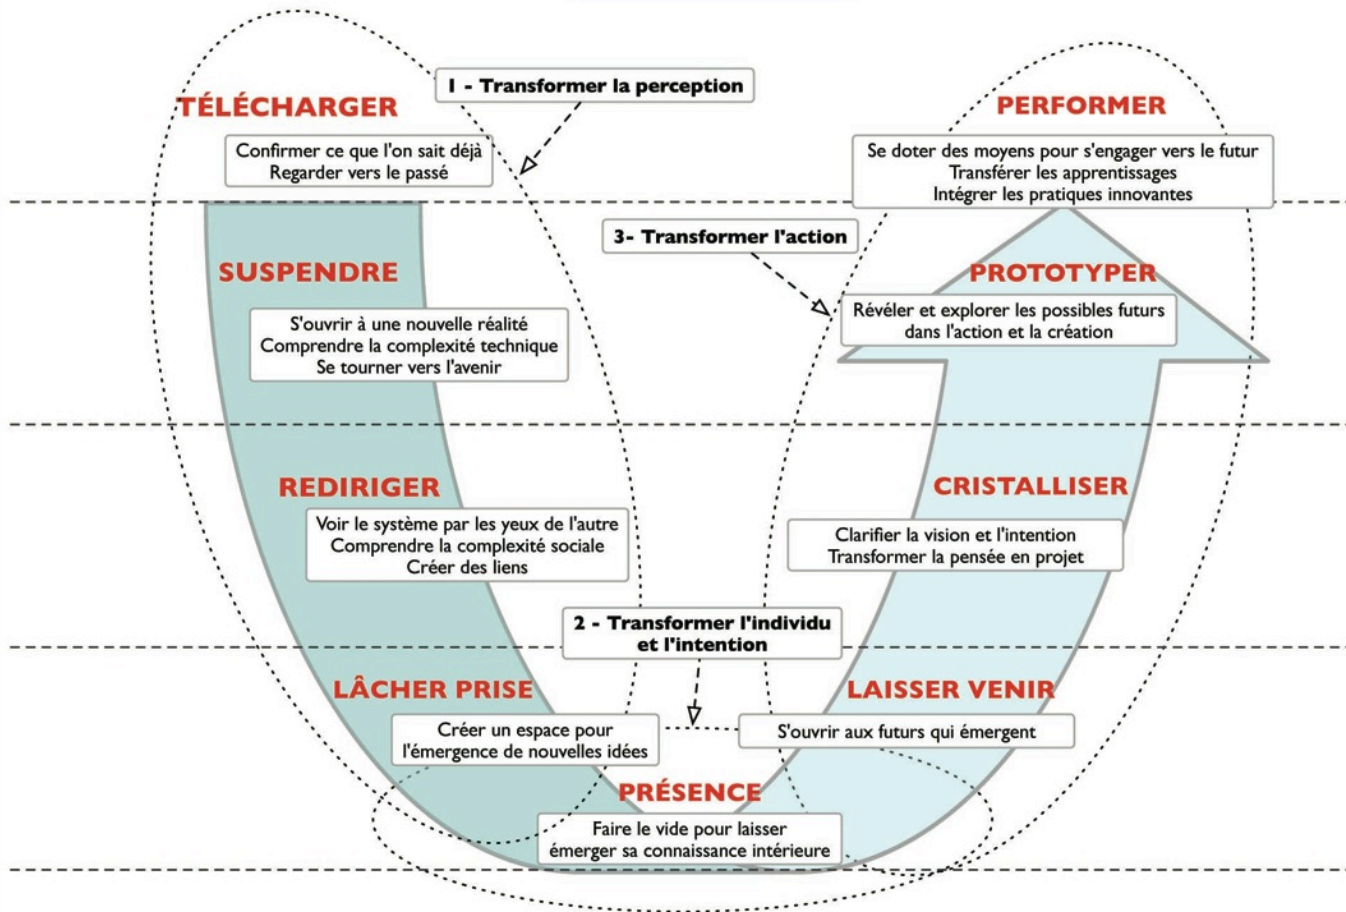 1 - Transformer la perception
TÉLÉCHARGER
Confirmer ce que l'on sait déjà
Regarder vers le passé
PERFORMER
Se doter des moyens pour s'engager vers le futur
Transférer les apprentissages
Intégrer les pratiques innovantes
3- Transformer l'action
SUSPENDRE
S'ouvrir à une nouvelle réalité
Comprendre la complexité technique
Se tourner vers l'avenir
PROTOTYPER
Révéler et explorer les possibles futurs
dans l'action et la création
REDIRIGER
Voir le système par les yeux de l'autre
Comprendre la complexité sociale
Créer des liens
CRISTALLISER
Clarifier la vision et l'intention
Transformer la pensée en projet
2 - Transformer l'individu
et l'intention
LÂCHER PRISE
Créer un espace pour
l'émergence de nouvelles idées
LAISSER VENIR
S'ouvrir aux futurs qui émergent
PRÉSENCE
Faire le vide pour laisser
émerger sa connaissance intérieure